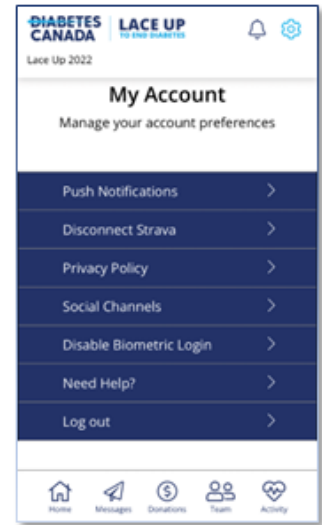 DIABETES LACE UP
CANADA TO END DIABETES
Lace Up 2022
My Account
Manage your account preferences
Push Notifications
Disconnect Strava
Privacy Policy
Social Channels
Disable Biometric Login
Need Help?
Log out
Home Messages Donations Team Activity